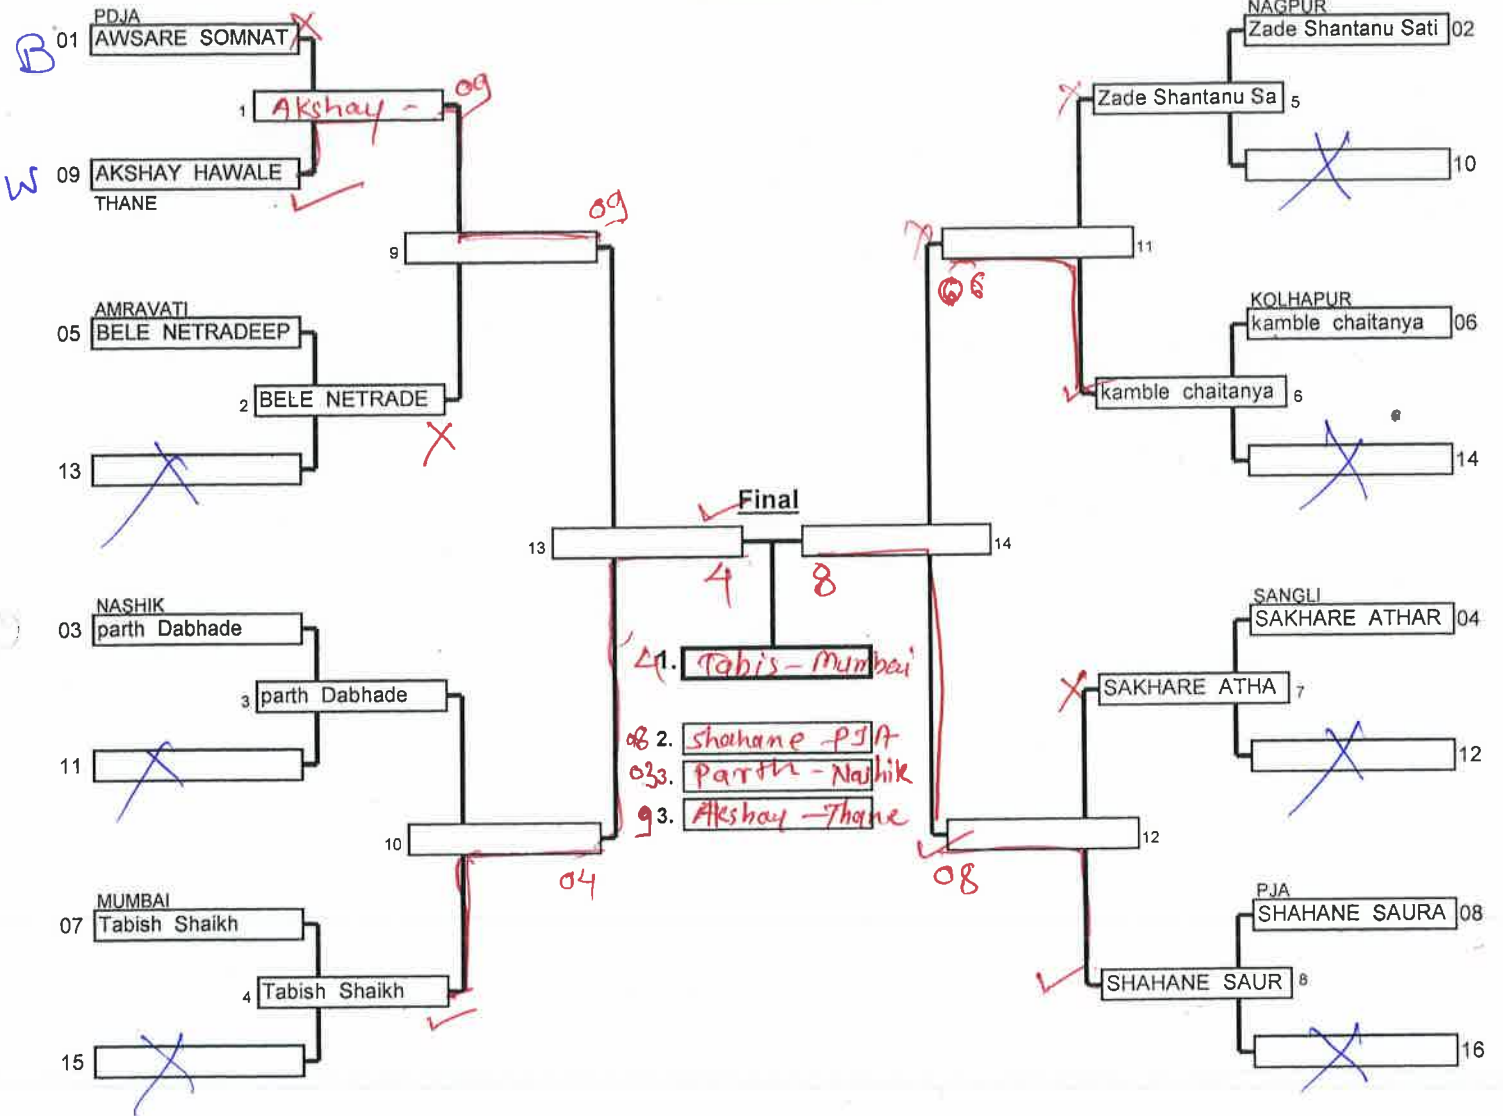 PDJA
B 01 AWSARE SOMNAT X
1 Akshay - 09
W 09 AKSHAY HAWALE
THANE
9 09
AMRAVATI
05 BELE NETRADEEP
2 BELE NETRADE
X
13
NASHIK
03 parth Dabhade
3 parth Dabhade
11
10
04
MUMBAI
07 Tabish Shaikh
4 Tabish Shaikh
15
Final
13 14
4 8
4 1. Tabis - Mumbai
08 2. Shahane - PJA
03 3. Parth - Nashik
9 3. Akshay - Thane
NAGPUR
Zade Shantanu Sati 02
X Zade Shantanu Sa 5
10
X 11
06
KOLHAPUR
kamble chaitanya 06
kamble chaitanya 6
14
SANGLI
SAKHARE ATHAR 04
X SAKHARE ATHA 7
12
12
08
PJA
SHAHANE SAURA 08
SHAHANE SAUR 8
16